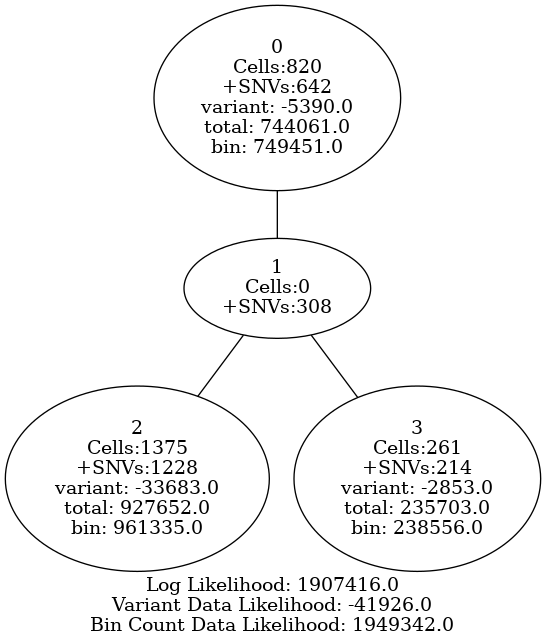 0
Cells:820
+SNVs:642
variant: -5390.0
total: 744061.0
bin: 749451.0
1
Cells:0
+SNVs:308
2
Cells:1375
+SNVs:1228
variant: -33683.0
total: 927652.0
bin: 961335.0
3
Cells:261
+SNVs:214
variant: -2853.0
total: 235703.0
bin: 238556.0
Log Likelihood: 1907416.0
Variant Data Likelihood: -41926.0
Bin Count Data Likelihood: 1949342.0